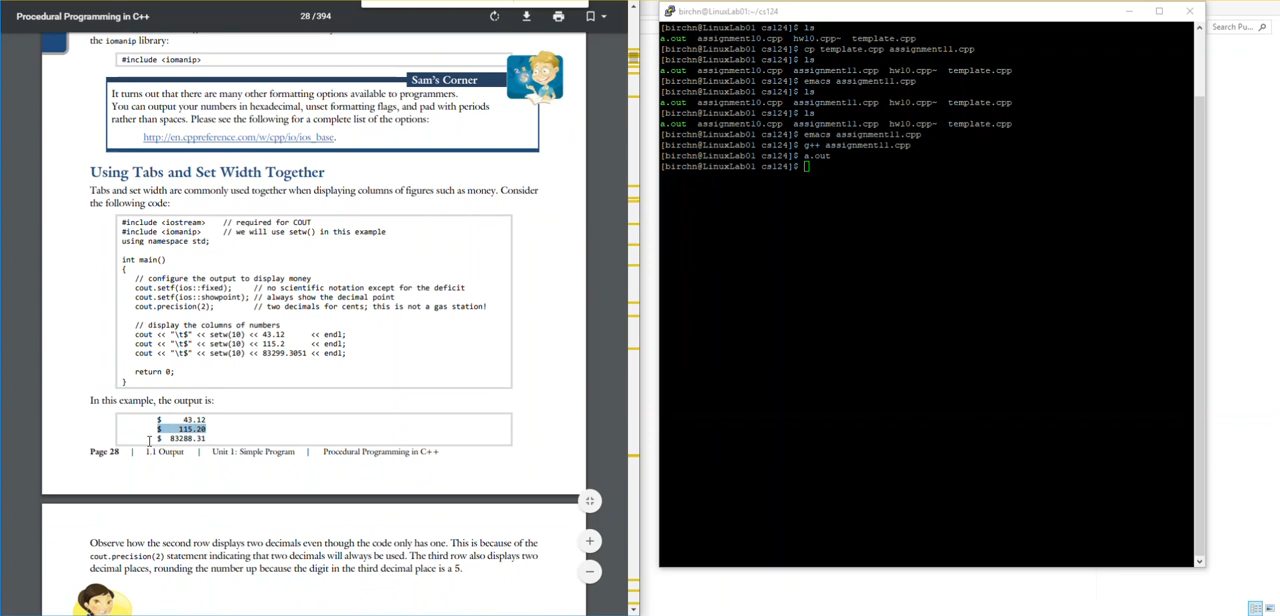 Procedural Programming in C++
28 / 394
the iomanip library:
#include <iomanip>
Sam's Corner
It turns out that there are many other formatting options available to programmers.
You can output your numbers in hexadecimal, unset formatting flags, and pad with periods
rather than spaces. Please see the following for a complete list of the options:
http://en.cppreference.com/w/cpp/io/ios_base.
Using Tabs and Set Width Together
Tabs and set width are commonly used together when displaying columns of figures such as money. Consider
the following code:
#include <iostream> // required for COUT
#include <iomanip> // we will use setw() in this example
using namespace std;
int main()
{
// configure the output to display money
cout.setf(ios::fixed); // no scientific notation except for the deficit
cout.setf(ios::showpoint); // always show the decimal point
cout.precision(2); // two decimals for cents; this is not a gas station!
// display the columns of numbers
cout << "\t$" << setw(10) << 43.12 << endl;
cout << "\t$" << setw(10) << 115.2 << endl;
cout << "\t$" << setw(10) << 83299.3051 << endl;
return 0;
}
In this example, the output is:
$ 43.12
$ 115.20
$ 83288.31
Page 28 | 1.1 Output | Unit 1: Simple Program | Procedural Programming in C++
Observe how the second row displays two decimals even though the code only has one. This is because of the
cout.precision(2) statement indicating that two decimals will always be used. The third row also displays two
decimal places, rounding the number up because the digit in the third decimal place is a 5.
birchn@LinuxLab01:~/cs124
[birchn@LinuxLab01 cs124]$ ls
a.out assignment10.cpp hw10.cpp~ template.cpp
[birchn@LinuxLab01 cs124]$ cp template.cpp assignment11.cpp
[birchn@LinuxLab01 cs124]$ ls
a.out assignment10.cpp assignment11.cpp hw10.cpp~ template.cpp
[birchn@LinuxLab01 cs124]$ emacs assigment11.cpp
[birchn@LinuxLab01 cs124]$ ls
a.out assignment10.cpp assignment11.cpp hw10.cpp~ template.cpp
[birchn@LinuxLab01 cs124]$ ls
a.out assignment10.cpp assignment11.cpp hw10.cpp~ template.cpp
[birchn@LinuxLab01 cs124]$ emacs assignment11.cpp
[birchn@LinuxLab01 cs124]$ g++ assignment11.cpp
[birchn@LinuxLab01 cs124]$ a.out
[birchn@LinuxLab01 cs124]$
Search Pu...